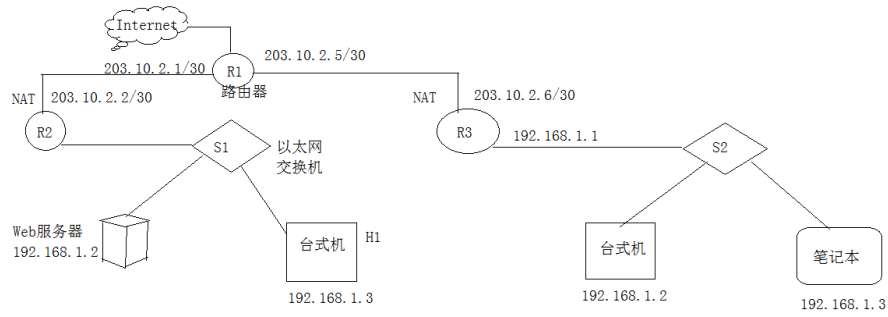 Internet
203.10.2.5/30
203.10.2.1/30
R1
路由器
NAT
203.10.2.2/30
NAT
203.10.2.6/30
R2
R3
192.168.1.1
S1
以太网
交换机
S2
Web服务器
192.168.1.2
台式机
H1
192.168.1.3
台式机
192.168.1.2
笔记本
192.168.1.3